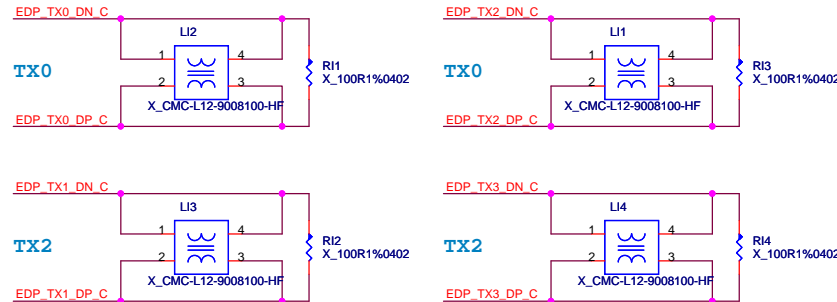 EDP_TX0_DN_C
LI2
1
4
TX0
2
3
RI1
X_100R1%0402
X_CMC-L12-9008100-HF
EDP_TX0_DP_C
EDP_TX2_DN_C
LI1
1
4
TX0
2
3
RI3
X_100R1%0402
X_CMC-L12-9008100-HF
EDP_TX2_DP_C
EDP_TX1_DN_C
LI3
1
4
TX2
2
3
RI2
X_100R1%0402
X_CMC-L12-9008100-HF
EDP_TX1_DP_C
EDP_TX3_DN_C
LI4
1
4
TX2
2
3
RI4
X_100R1%0402
X_CMC-L12-9008100-HF
EDP_TX3_DP_C